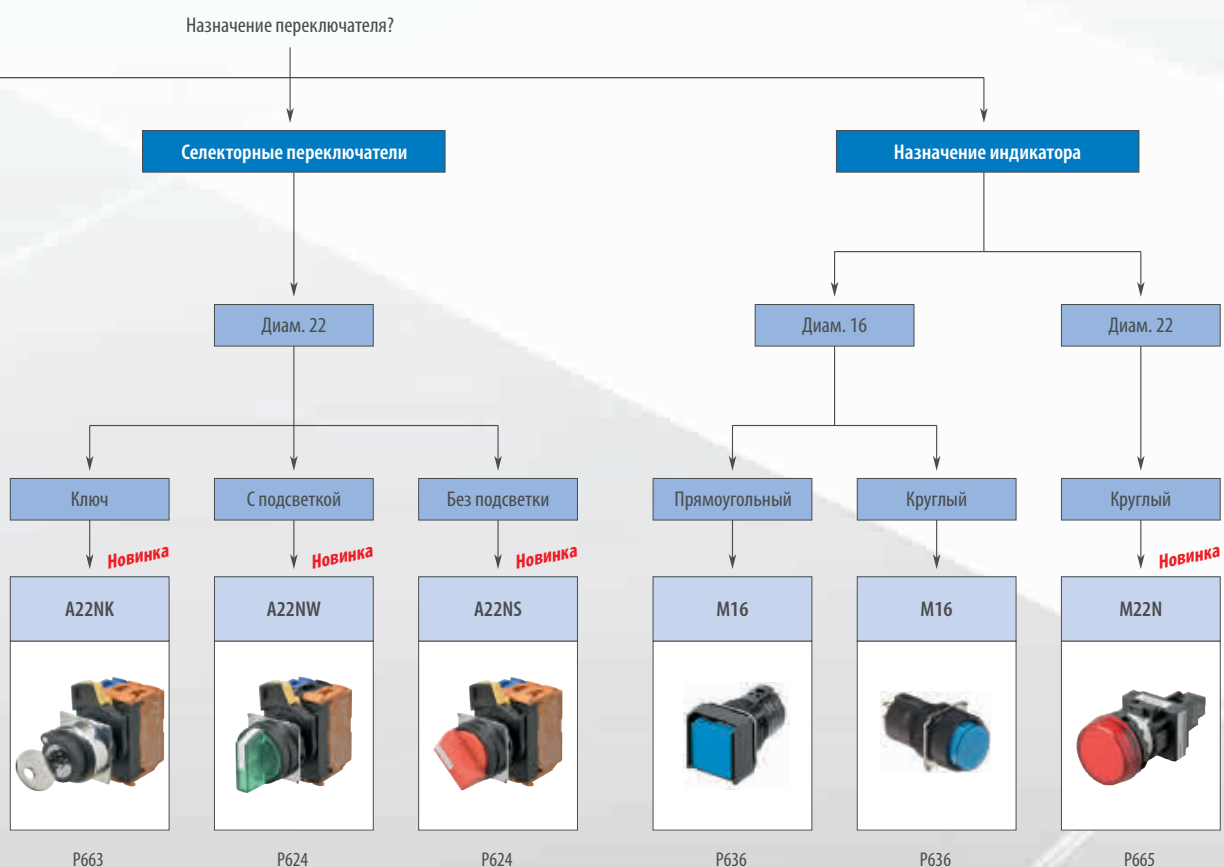 Назначение переключателя?
Селекторные переключатели
Назначение индикатора
Диам. 22
Диам. 16
Диам. 22
Ключ
С подсветкой
Без подсветки
Прямоугольный
Круглый
Круглый
Новинка
Новинка
Новинка
Новинка
A22NK
A22NW
A22NS
M16
M16
M22N
P663
P624
P624
P636
P636
P665